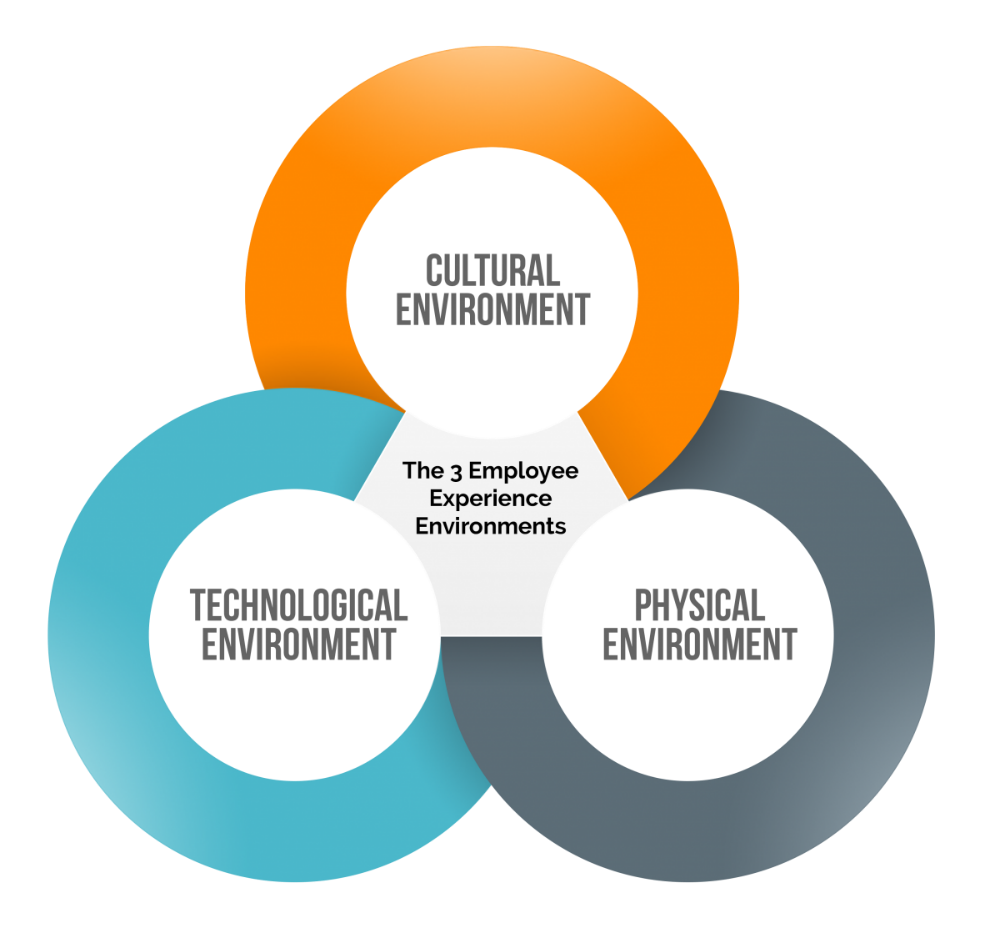 CULTURAL
ENVIRONMENT
The 3 Employee
Experience
Environments
TECHNOLOGICAL
ENVIRONMENT
PHYSICAL
ENVIRONMENT